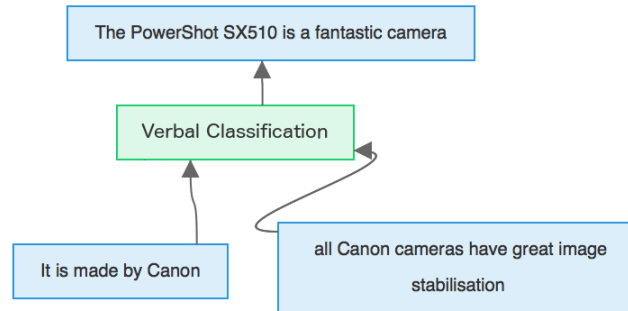 The PowerShot SX510 is a fantastic camera
Verbal Classification
It is made by Canon
all Canon cameras have great image
stabilisation